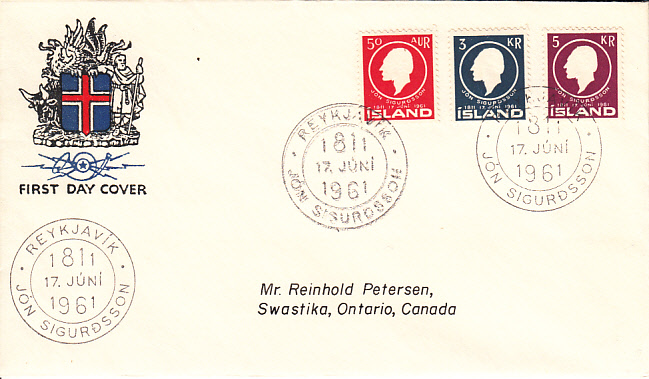 50 AUR
JÓN SIGURÐSSON
1811 17. JÚNÍ 1961
ÍSLAND
3 KR
JÓN SIGURÐSSON
1811 17. JÚNÍ 1961
ÍSLAND
5 KR
JÓN SIGURÐSSON
1811 17. JÚNÍ 1961
ÍSLAND
FIRST DAY COVER
REYKJAVÍK
1811
17. JÚNÍ
1961
JÓN SIGURÐSSON
1811
17. JÚNÍ
1961
JÓN SIGURÐSSON
REYKJAVÍK
1811
17. JÚNÍ
1961
JÓN SIGURÐSSON
Mr. Reinhold Petersen,
Swastika, Ontario, Canada